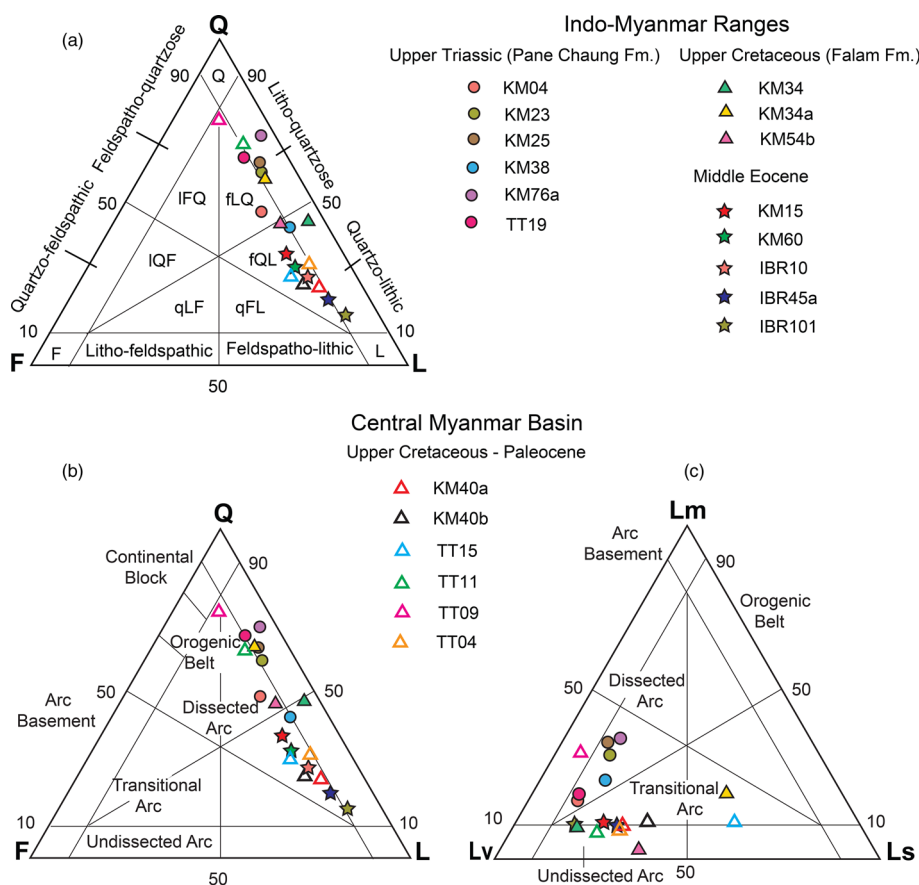 Indo-Myanmar Ranges
Upper Triassic (Pane Chaung Fm.)
KM04
KM23
KM25
KM38
KM76a
TT19
Upper Cretaceous (Falam Fm.)
KM34
KM34a
KM54b
Middle Eocene
KM15
KM60
IBR10
IBR45a
IBR101
(a)
Q
90
Q
90
Feldspatho-quartzose
Litho-quartzose
50
lFQ
fLQ
50
Quartzo-feldspathic
lQF
fQL
Quartzo-lithic
qLF
qFL
10
10
F
F
Litho-feldspathic
Feldspatho-lithic
L
L
50
Central Myanmar Basin
Upper Cretaceous - Paleocene
KM40a
KM40b
TT15
TT11
TT09
TT04
(b)
Q
Continental
Block
90
Orogenic
Belt
50
50
Arc
Basement
Dissected
Arc
Transitional
Arc
10
10
Undissected Arc
F
L
50
(c)
Lm
Arc
Basement
90
Orogenic
Belt
50
50
Dissected
Arc
Transitional
Arc
10
10
Lv
Ls
50
Undissected Arc